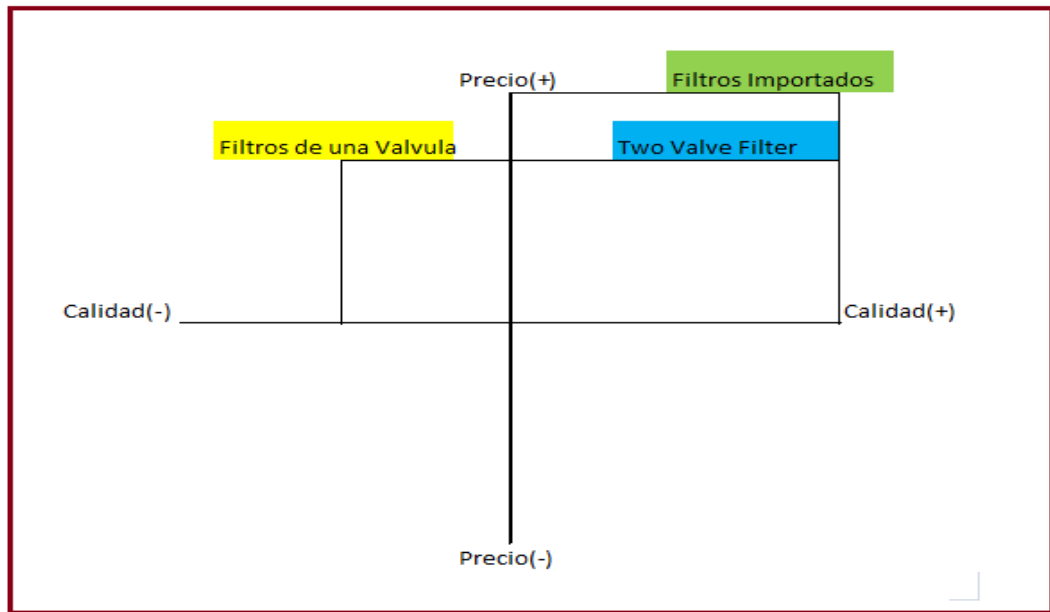 Precio(+)
Filtros Importados
Filtros de una Valvula
Two Valve Filter
Calidad(-)
Calidad(+)
Precio(-)